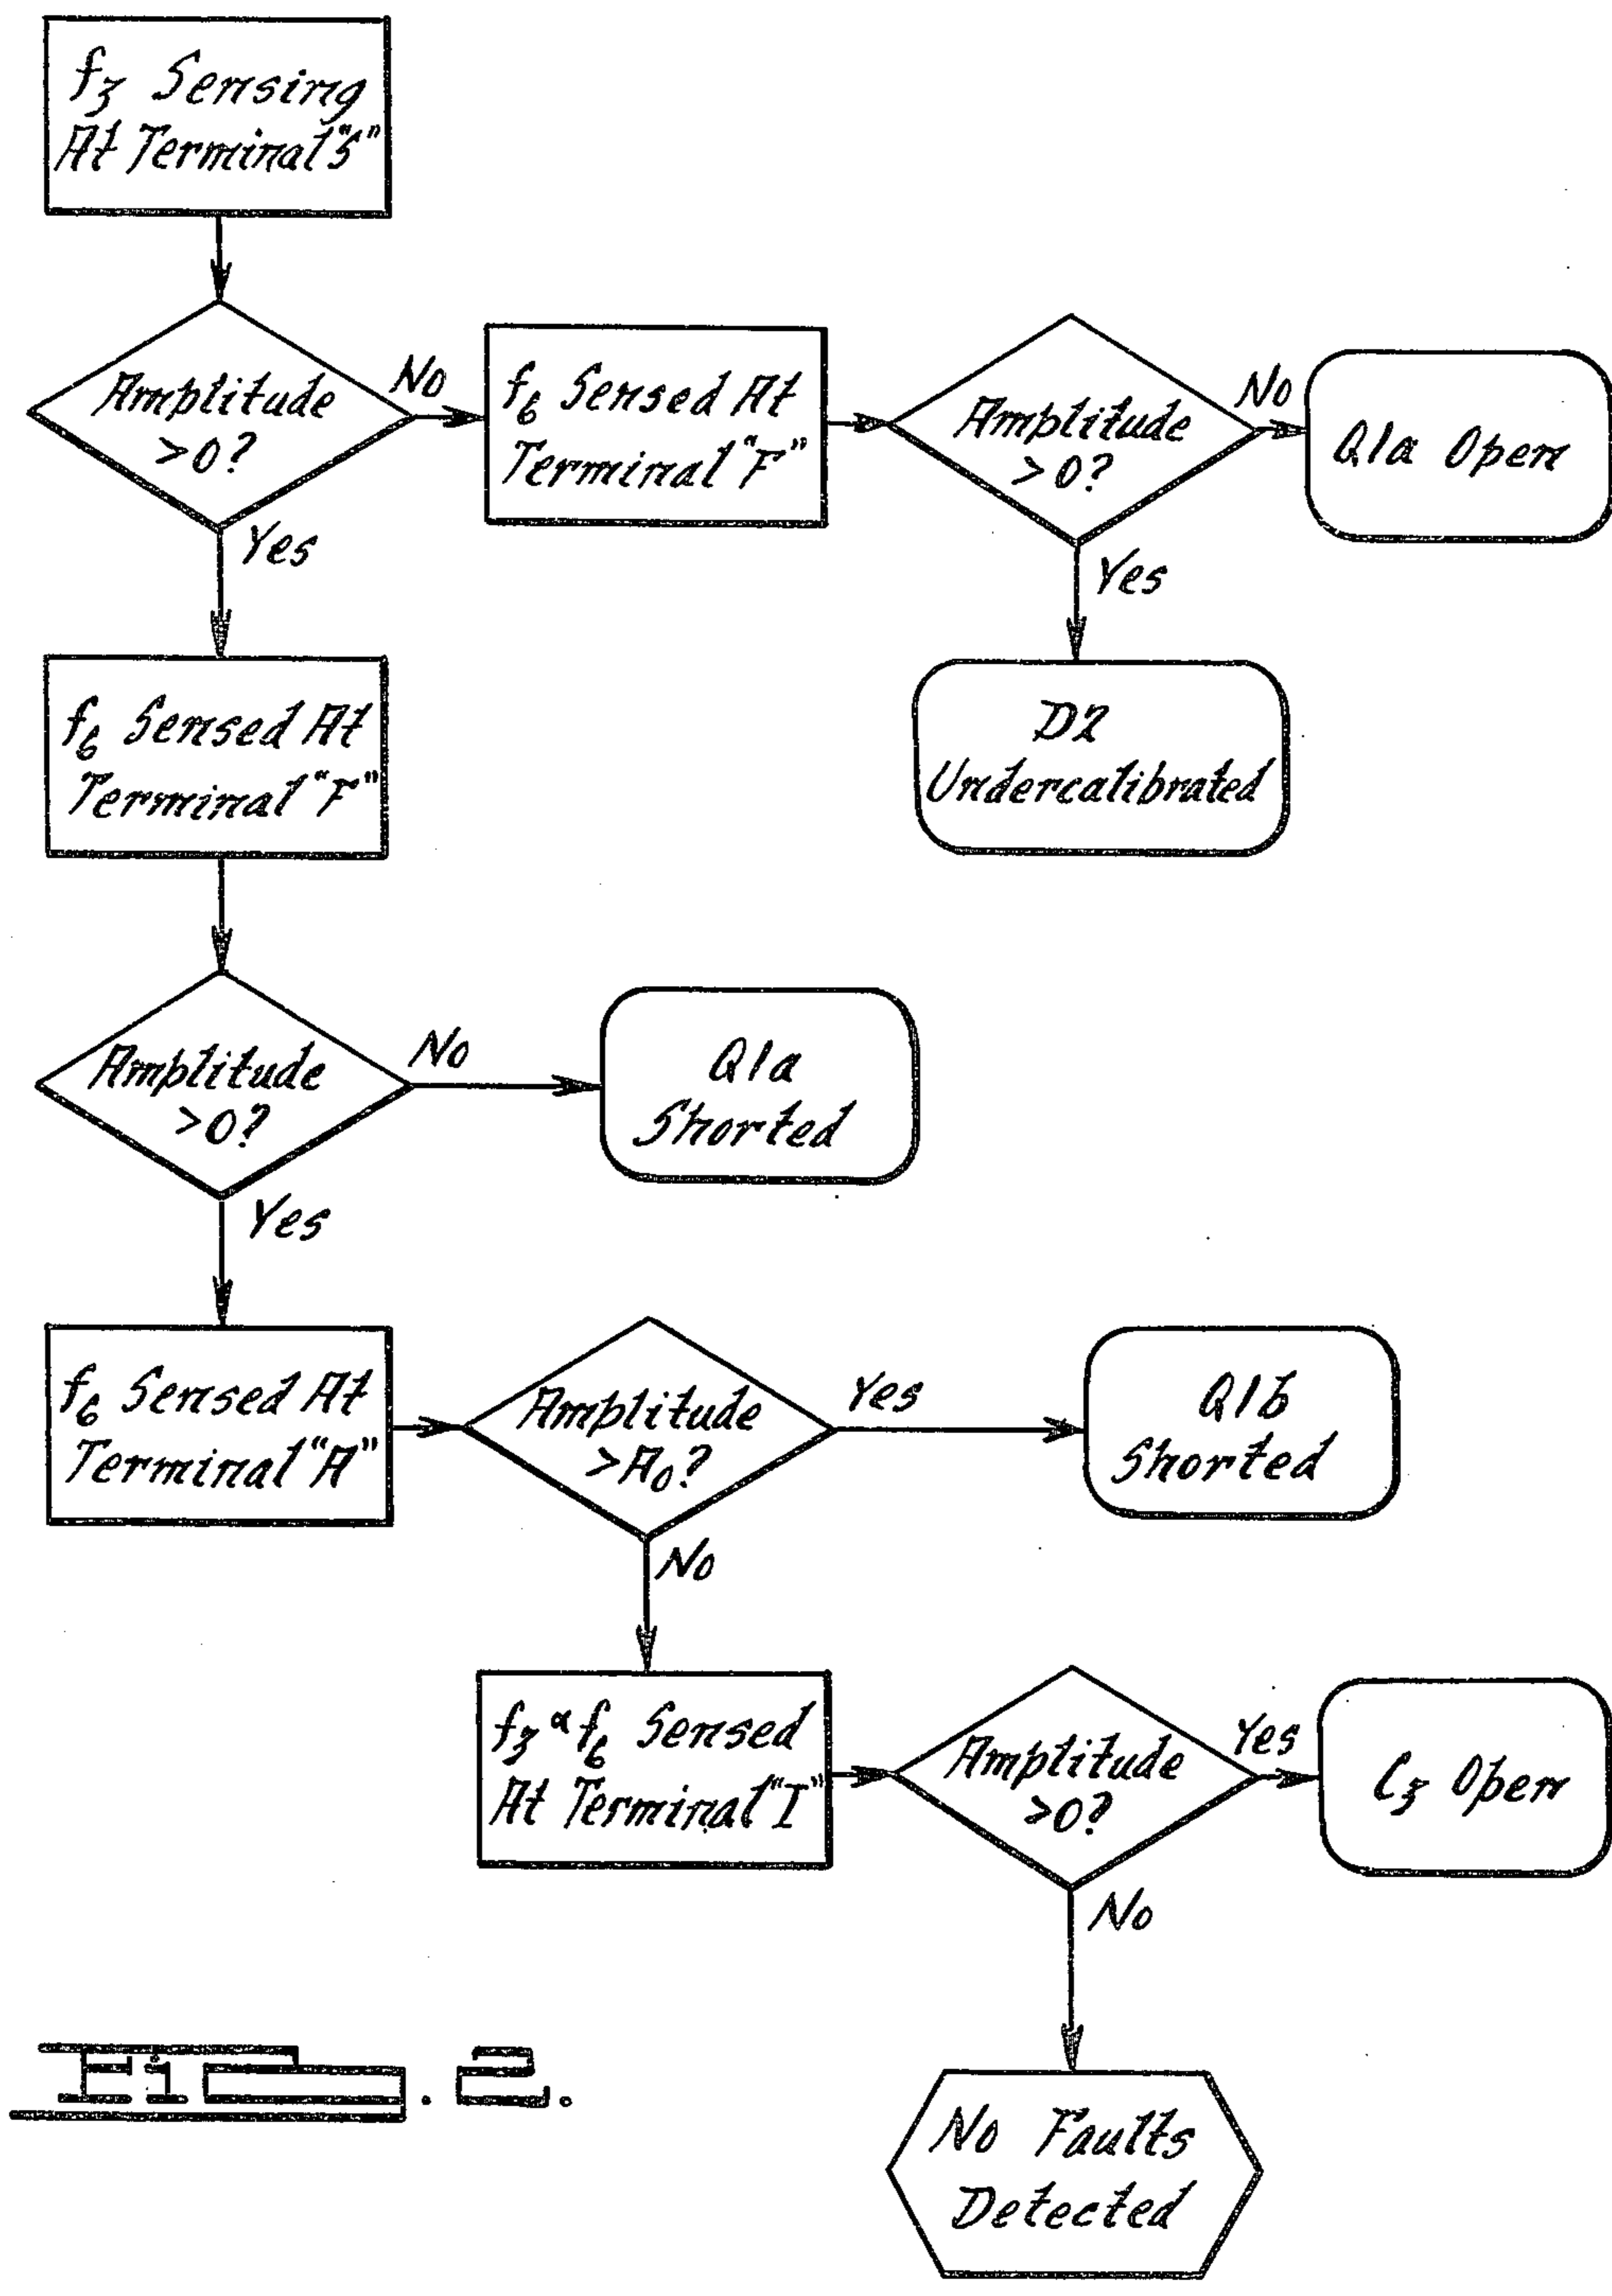 f3 Sensing
At Terminal "S"
Amplitude
>0?
No
f6 Sensed At
Terminal "F"
Amplitude
>0?
No
Q1a Open
Yes
Yes
D2
Undercalibrated
f6 Sensed At
Terminal "F"
Amplitude
>0?
No
Q1a
Shorted
Yes
f6 Sensed At
Terminal "A"
Amplitude
>A0?
Yes
Q1b
Shorted
No
f3 & f6 Sensed
At Terminal "I"
Amplitude
>0?
Yes
C3 Open
No
No Faults
Detected
Fig. 2.